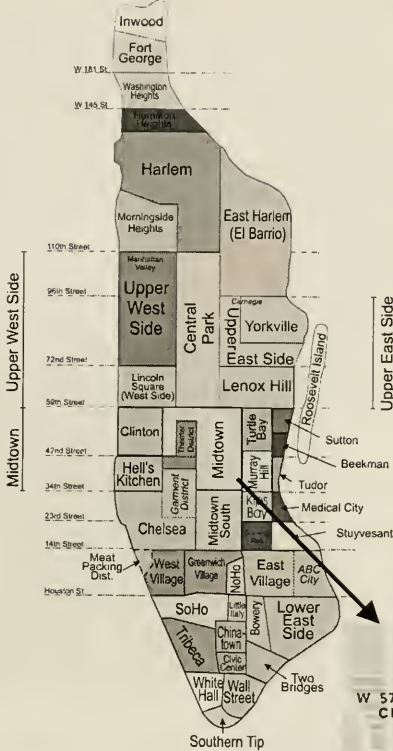 Inwood
Fort
George
W 181 St.
Washington
Heights
W 145 St.
Hamilton
Heights
Harlem
Morningside
Heights
East Harlem
(El Barrio)
110th Street
Manhattan
Valley
96th Street
Upper
West
Side
Central
Park
Carnegie
Upper
Yorkville
East Side
72nd Street
Lincoln
Square
(West Side)
Lenox Hill
59th Street
Upper West Side
Upper East Side
Roosevelt Island
Midtown
Clinton
Theater
District
Midtown
Turtle
Bay
Sutton
Beekman
42nd Street
Hell's
Kitchen
Garment
District
Murray
Hill
Tudor
34th Street
Kips
Bay
Medical City
23rd Street
Chelsea
Midtown
South
Stuyvesant
14th Street
Meat
Packing
Dist.
West
Village
Greenwich
Village
NoHo
East
Village
ABC
City
Houston St
SoHo
Little
Italy
Bowery
Lower
East
Side
Tribeca
China-
town
Civic
Center
Two
Bridges
White
Hall
Wall
Street
Southern Tip
W 57